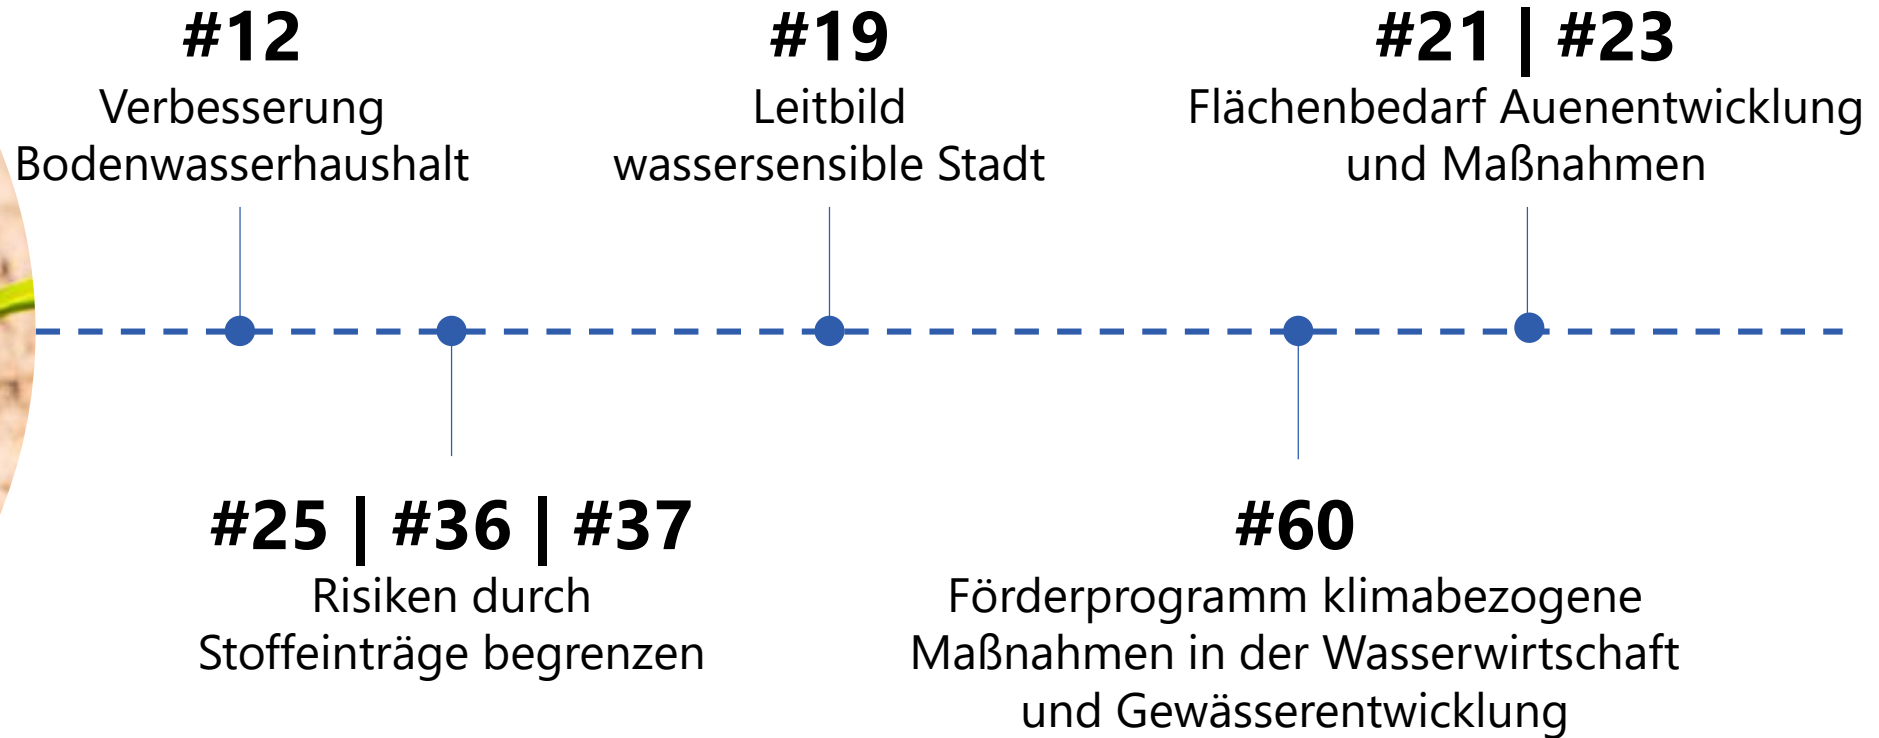 #12
Verbesserung
Bodenwasserhaushalt
#19
Leitbild
wassersensible Stadt
#21 | #23
Flächenbedarf Auenentwicklung
und Maßnahmen
#25 | #36 | #37
Risiken durch
Stoffeinträge begrenzen
#60
Förderprogramm klimabezogene
Maßnahmen in der Wasserwirtschaft
und Gewässerentwicklung